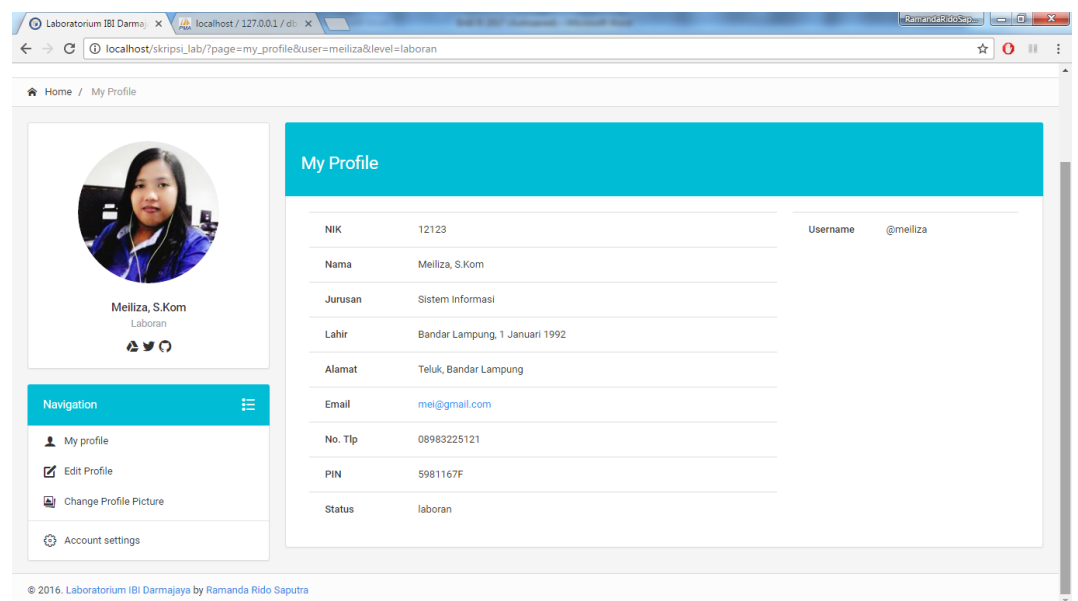 Laboratorium IBI Darmaj
localhost / 127.0.0.1 / db
RamandaRidoSap...
localhost/skripsi_lab/?page=my_profile&user=meiliza&level=laboran
Home / My Profile
Meiliza, S.Kom
Laboran
Navigation
My profile
Edit Profile
Change Profile Picture
Account settings
My Profile
NIK 12123
Nama Meiliza, S.Kom
Jurusan Sistem Informasi
Lahir Bandar Lampung, 1 Januari 1992
Alamat Teluk, Bandar Lampung
Email mei@gmail.com
No. Tlp 08983225121
PIN 5981167F
Status laboran
Username @meiliza
© 2016. Laboratorium IBI Darmajaya by Ramanda Rido Saputra